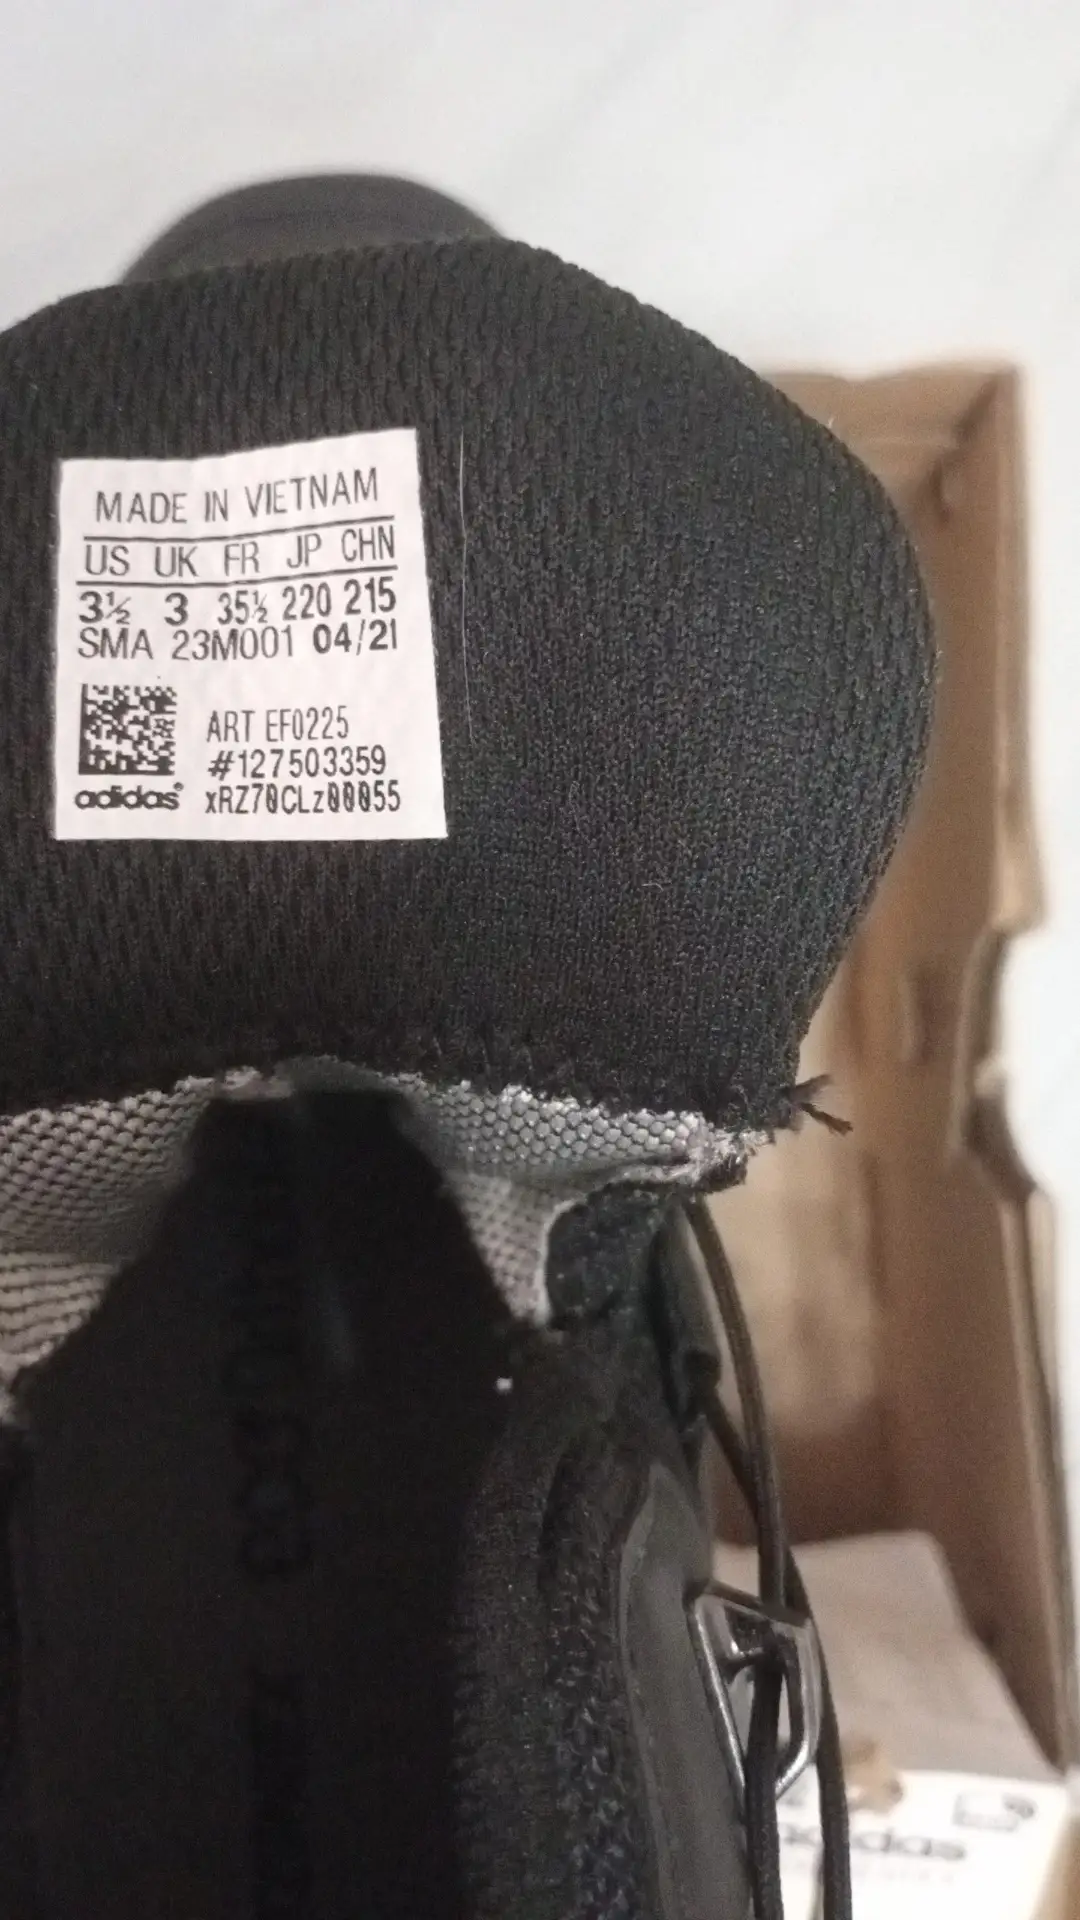 MADE IN VIETNAM
US UK FR JP CHN
3½ 3 35½ 220 215
SMA 23M001 04/21
ART EF0225
#127503359
adidas® xRZ70CLz00055
adidas